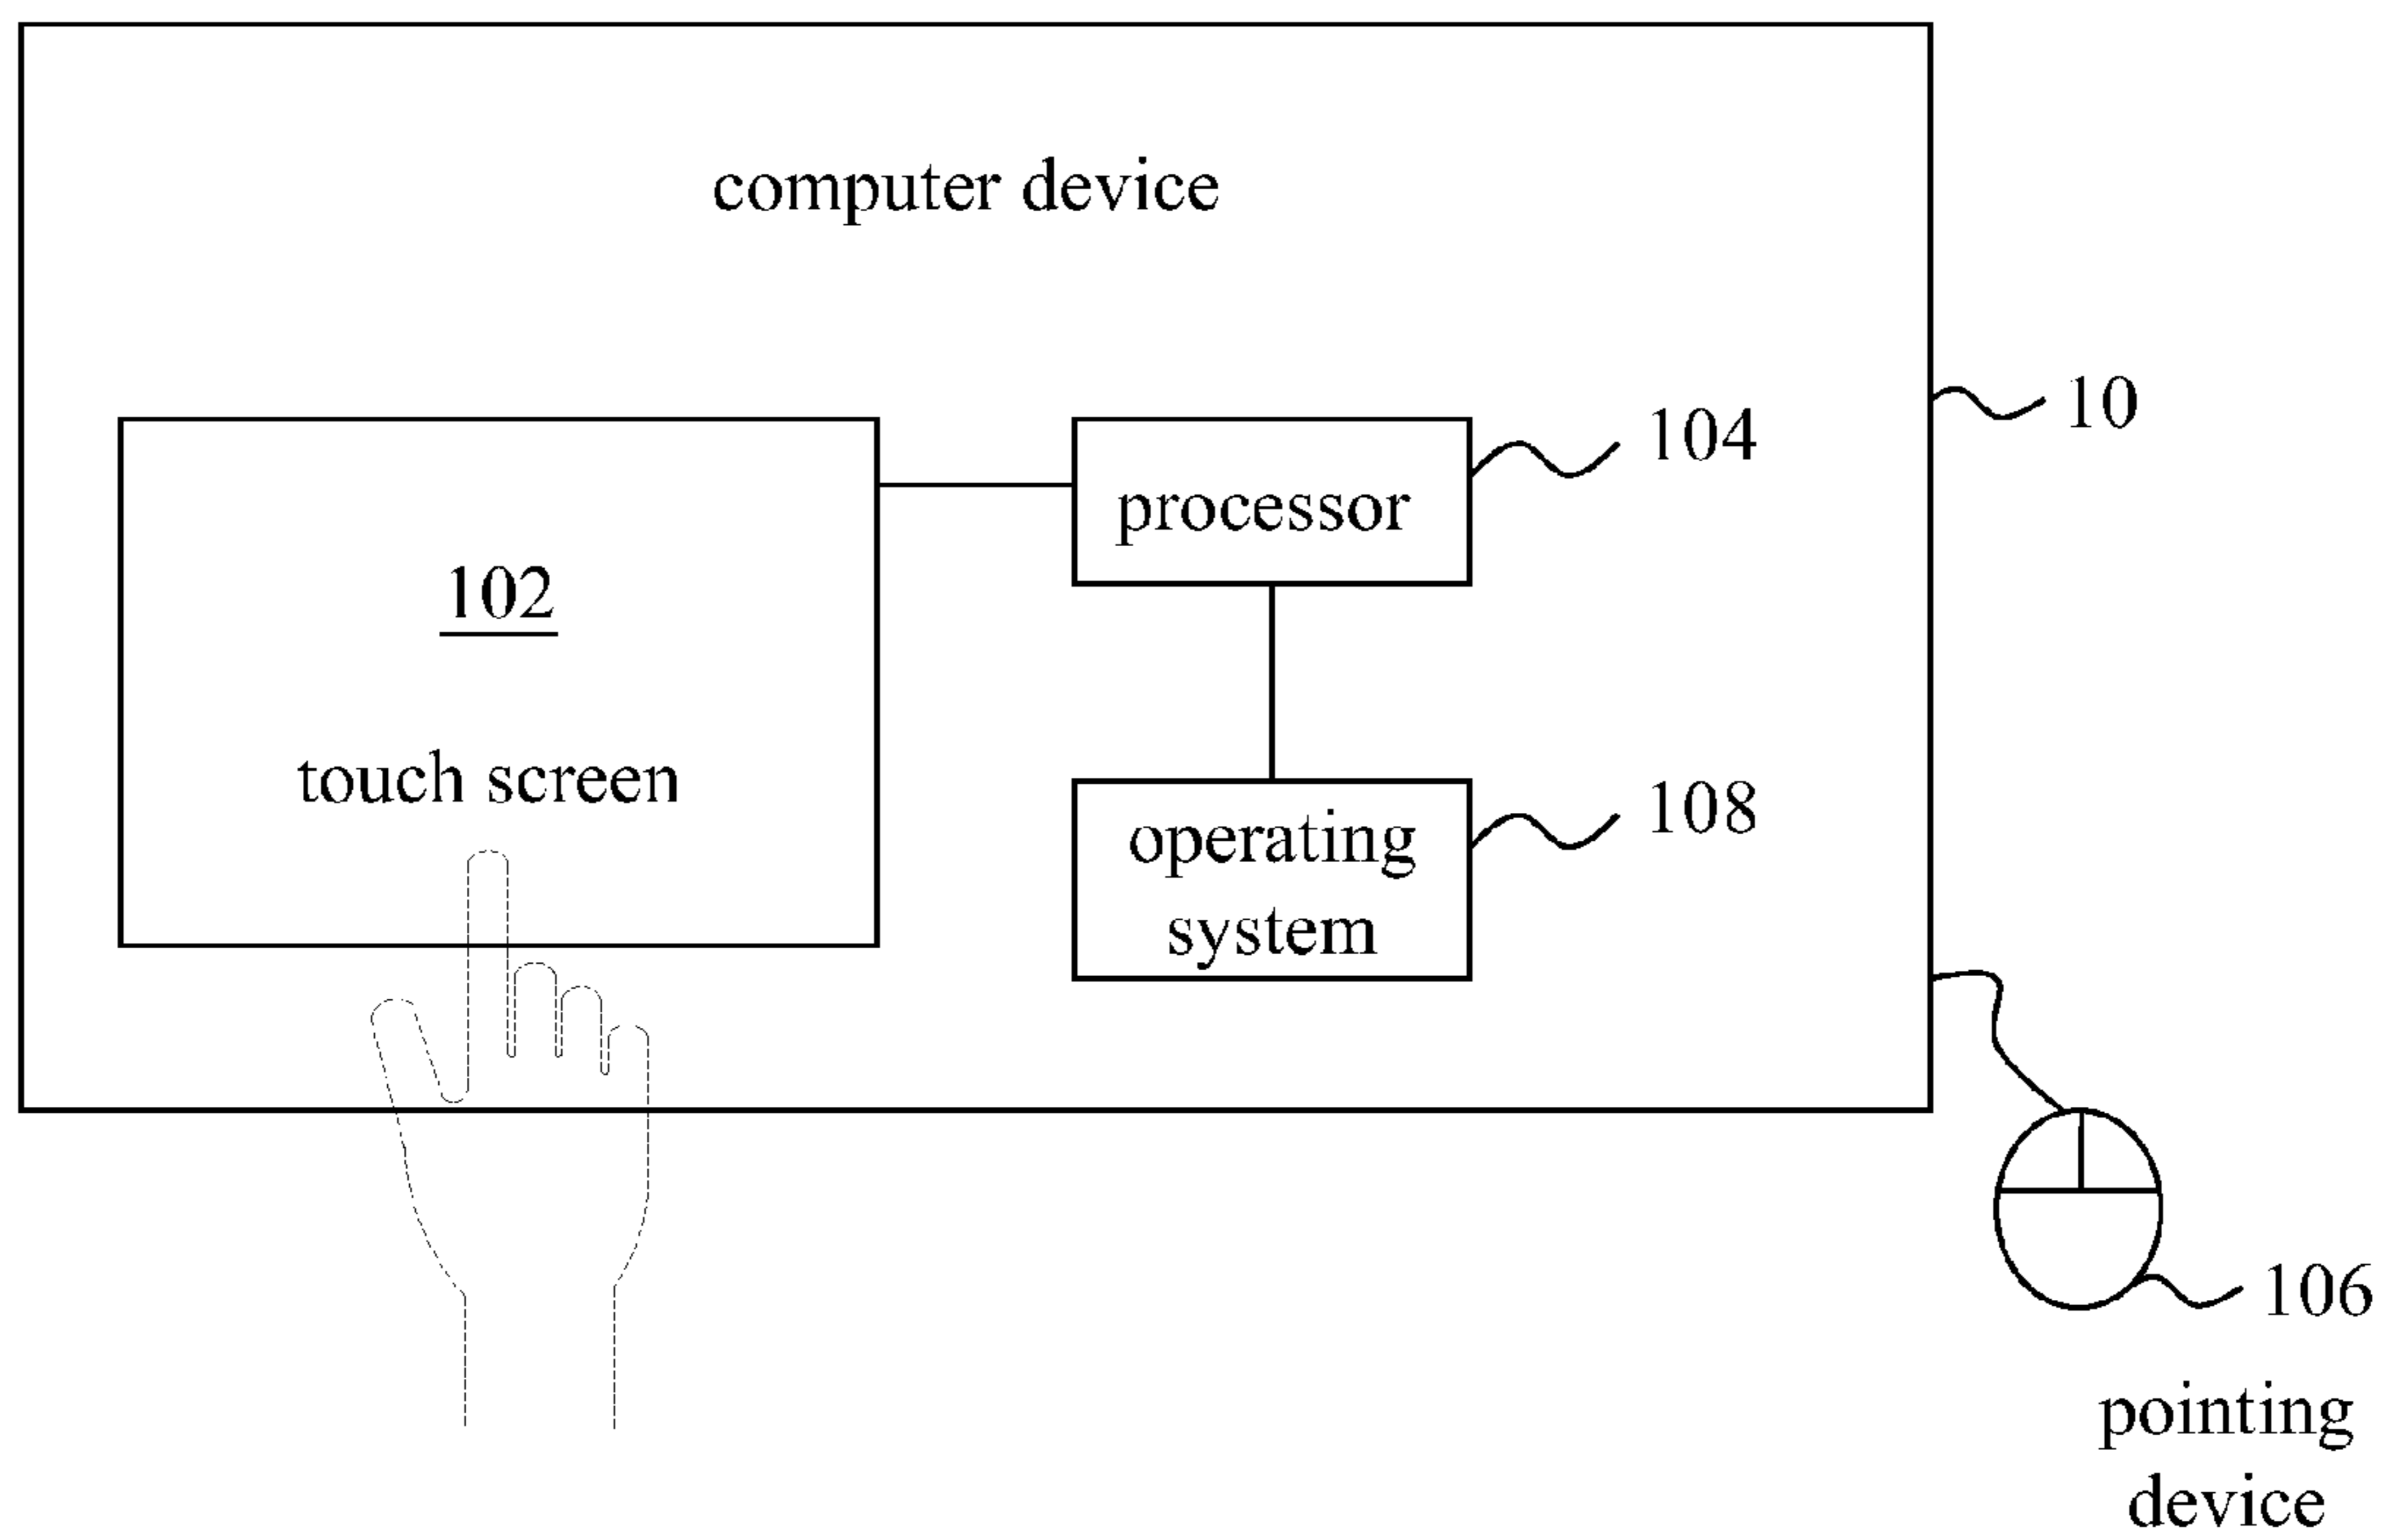 computer device
10
104
processor
102
touch screen
108
operating
system
106
pointing
device